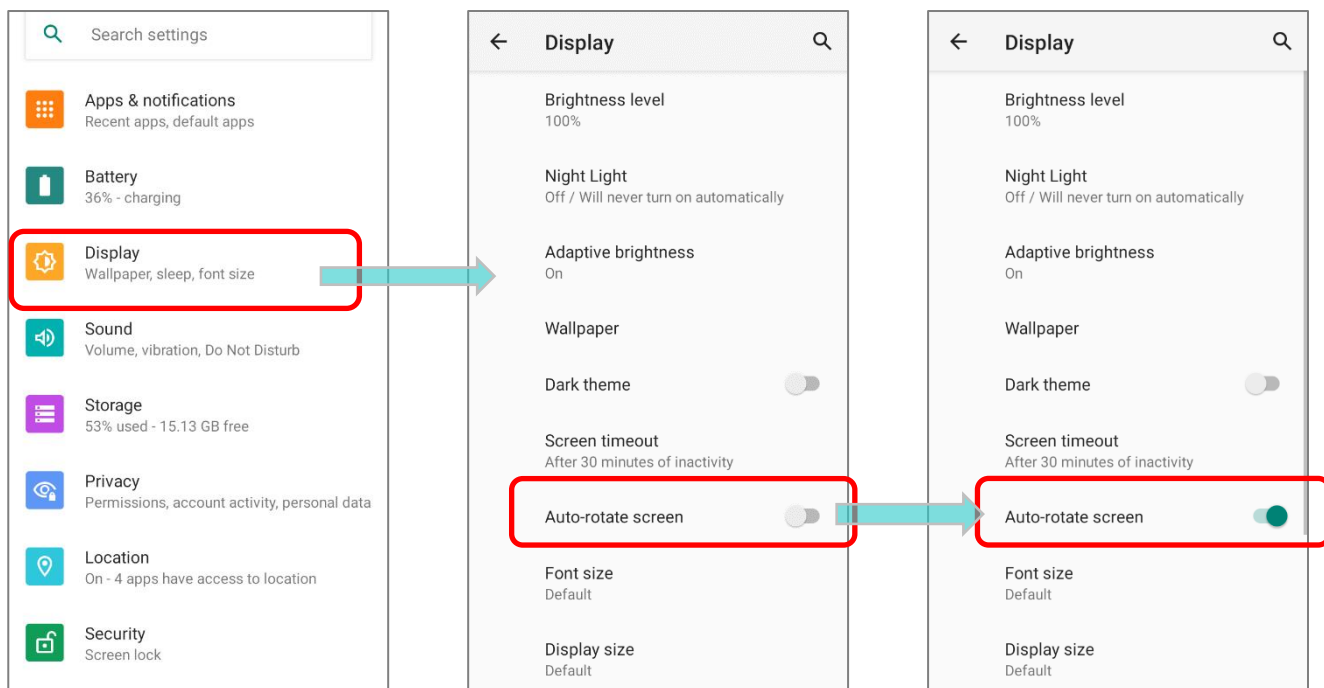 Search settings
Apps & notifications
Recent apps, default apps
Battery
36% - charging
Display
Wallpaper, sleep, font size
Sound
Volume, vibration, Do Not Disturb
Storage
53% used - 15.13 GB free
Privacy
Permissions, account activity, personal data
Location
On - 4 apps have access to location
Security
Screen lock
Display
Brightness level
100%
Night Light
Off / Will never turn on automatically
Adaptive brightness
On
Wallpaper
Dark theme
Screen timeout
After 30 minutes of inactivity
Auto-rotate screen
Font size
Default
Display size
Default
Display
Brightness level
100%
Night Light
Off / Will never turn on automatically
Adaptive brightness
On
Wallpaper
Dark theme
Screen timeout
After 30 minutes of inactivity
Auto-rotate screen
Font size
Default
Display size
Default